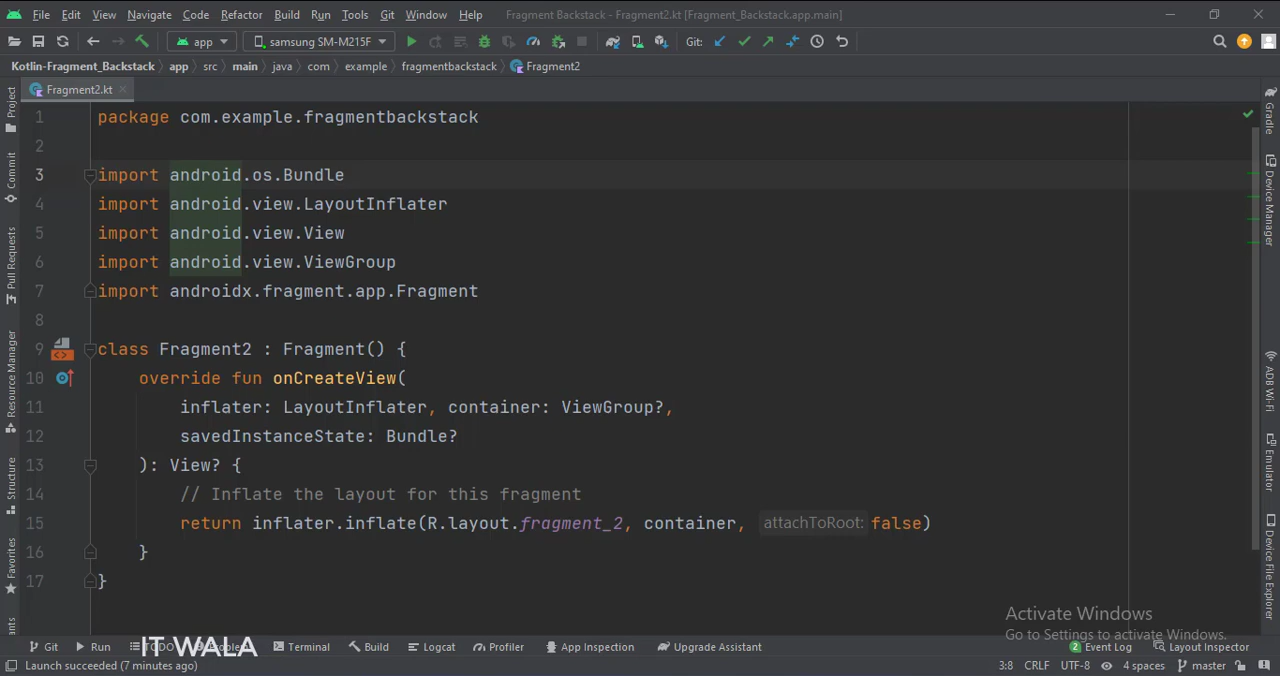 File Edit View Navigate Code Refactor Build Run Tools Git Window Help Fragment Backstack - Fragment2.kt [Fragment_Backstack.app.main]
app samsung SM-M215F Git:
Kotlin-Fragment_Backstack app src main java com example fragmentbackstack Fragment2
Fragment2.kt
1 package com.example.fragmentbackstack
2
3 import android.os.Bundle
4 import android.view.LayoutInflater
5 import android.view.View
6 import android.view.ViewGroup
7 import androidx.fragment.app.Fragment
8
9 class Fragment2 : Fragment() {
10 override fun onCreateView(
11 inflater: LayoutInflater, container: ViewGroup?,
12 savedInstanceState: Bundle?
13 ): View? {
14 // Inflate the layout for this fragment
15 return inflater.inflate(R.layout.fragment_2, container, attachToRoot: false)
16 }
17 }
Project
Commit
Pull Requests
Resource Manager
Structure
Favorites
Gradle
Device Manager
ADB Wi-Fi
Emulator
Device File Explorer
Activate Windows
Go to Settings to activate Windows.
IT WALA
Git Run TODO Terminal Build Logcat Profiler App Inspection Upgrade Assistant 2 Event Log Layout Inspector
Launch succeeded (7 minutes ago) 3:8 CRLF UTF-8 4 spaces master